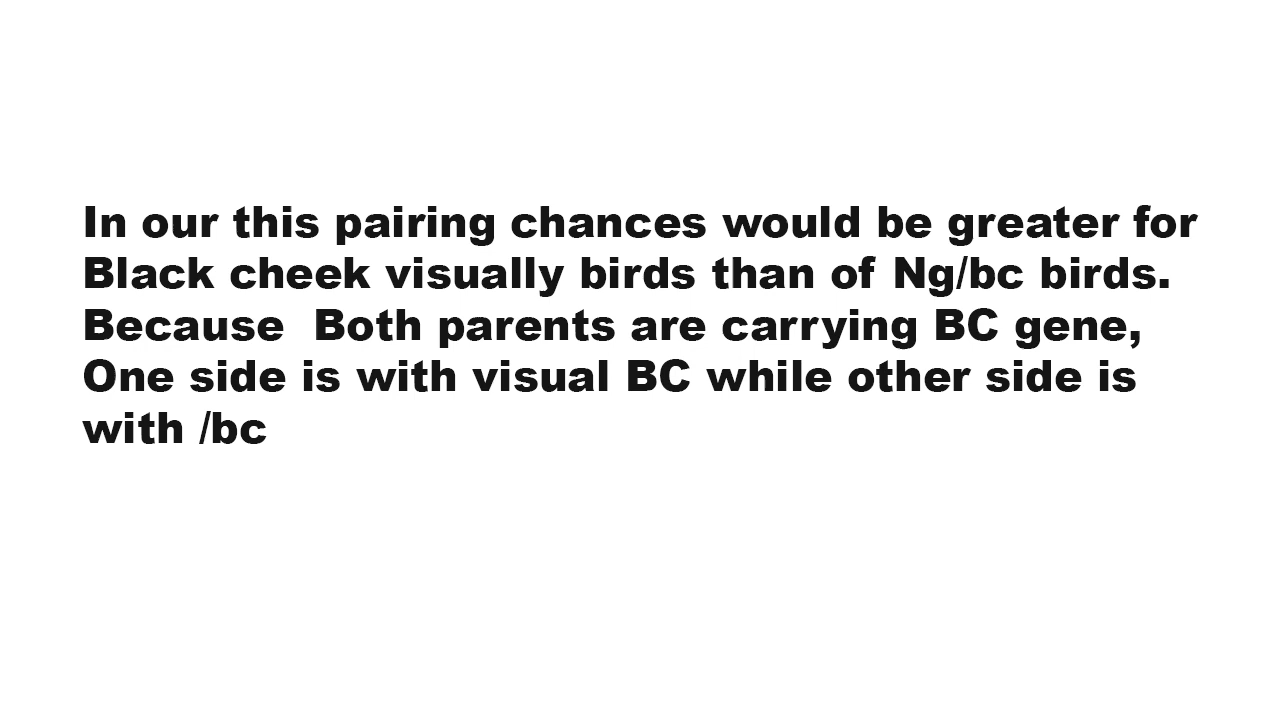 In our this pairing chances would be greater for
Black cheek visually birds than of Ng/bc birds.
Because  Both parents are carrying BC gene,
One side is with visual BC while other side is
with /bc